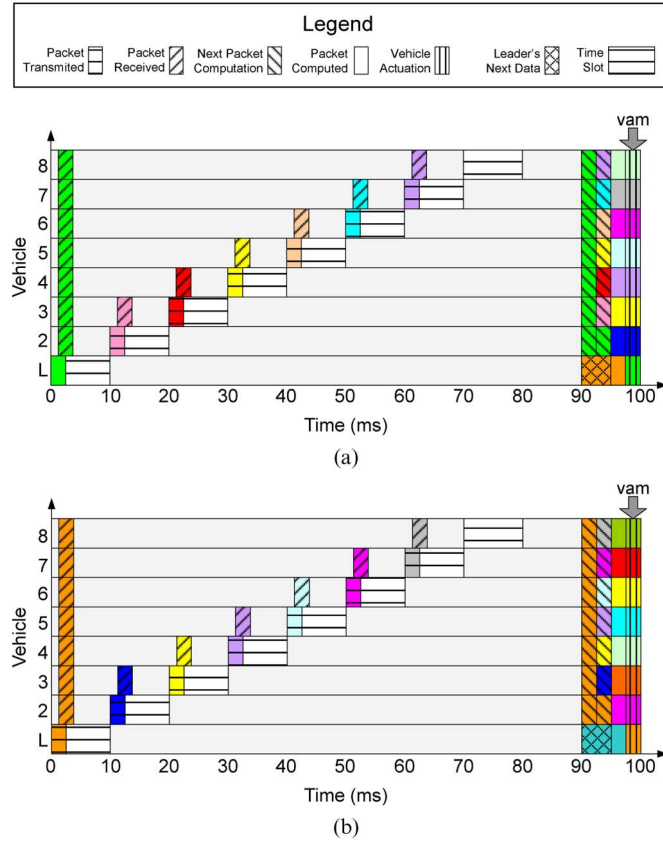 Legend
Packet Transmited
Packet Received
Next Packet Computation
Packet Computed
Vehicle Actuation
Leader's Next Data
Time Slot
vam
8
7
6
5
4
3
2
L
Vehicle
0 10 20 30 40 50 60 70 80 90 100
Time (ms)
(a)
vam
8
7
6
5
4
3
2
L
Vehicle
0 10 20 30 40 50 60 70 80 90 100
Time (ms)
(b)